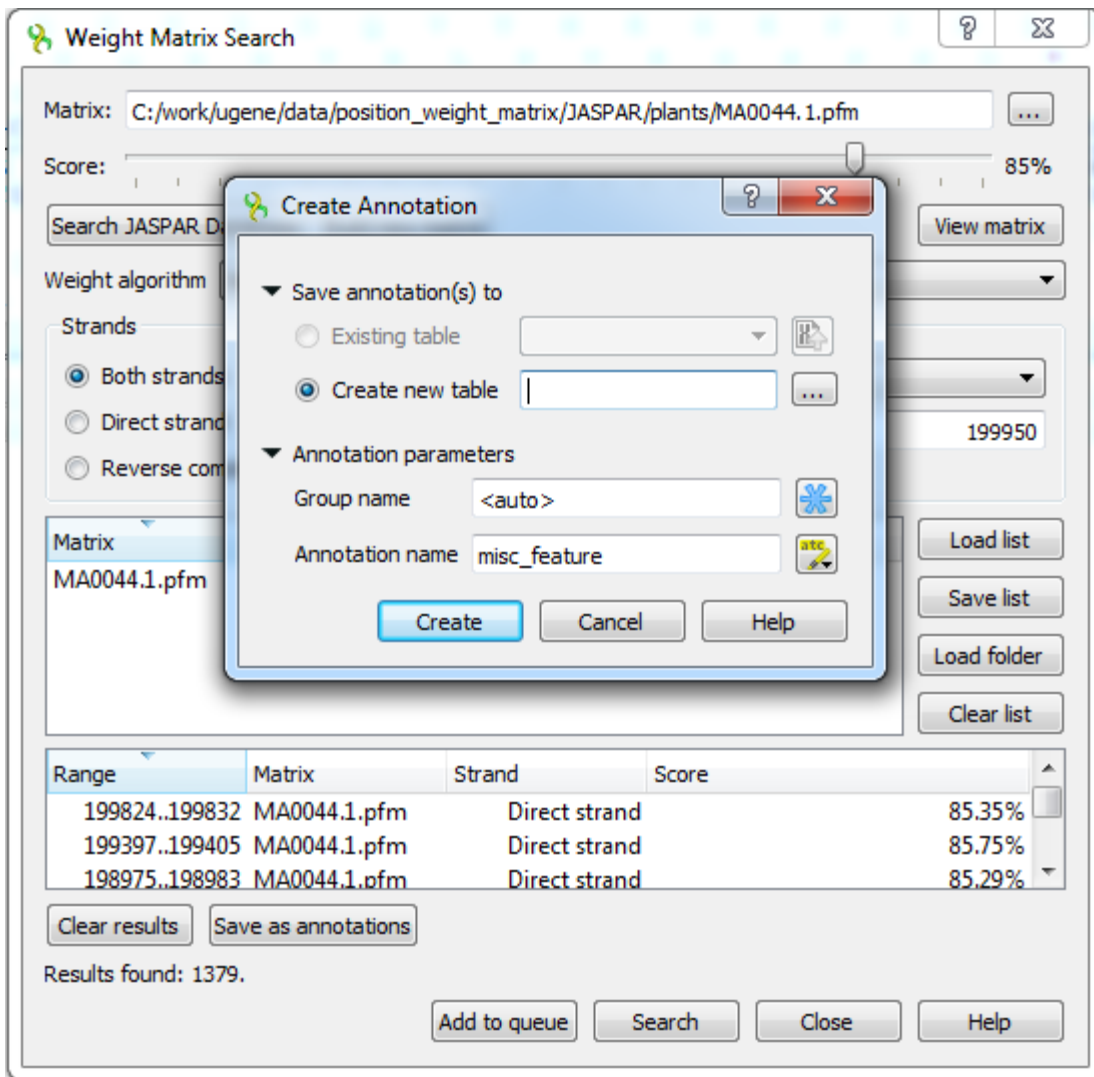 Weight Matrix Search
Matrix: C:/work/ugene/data/position_weight_matrix/JASPAR/plants/MA0044.1.pfm ...
Score: 85%
Create Annotation
Search JASPAR View matrix
Weight algorithm
Save annotation(s) to
Strands
Existing table
Both strands
Create new table ...
Direct strand 199950
Annotation parameters
Reverse
Group name <auto>
Matrix
Annotation name misc_feature
atc
Load list
MA0044.1.pfm
Save list
Create Cancel Help
Load folder
Clear list
Range Matrix Strand Score
199824..199832 MA0044.1.pfm Direct strand 85.35%
199397..199405 MA0044.1.pfm Direct strand 85.75%
198975..198983 MA0044.1.pfm Direct strand 85.29%
Clear results Save as annotations
Results found: 1379.
Add to queue Search Close Help